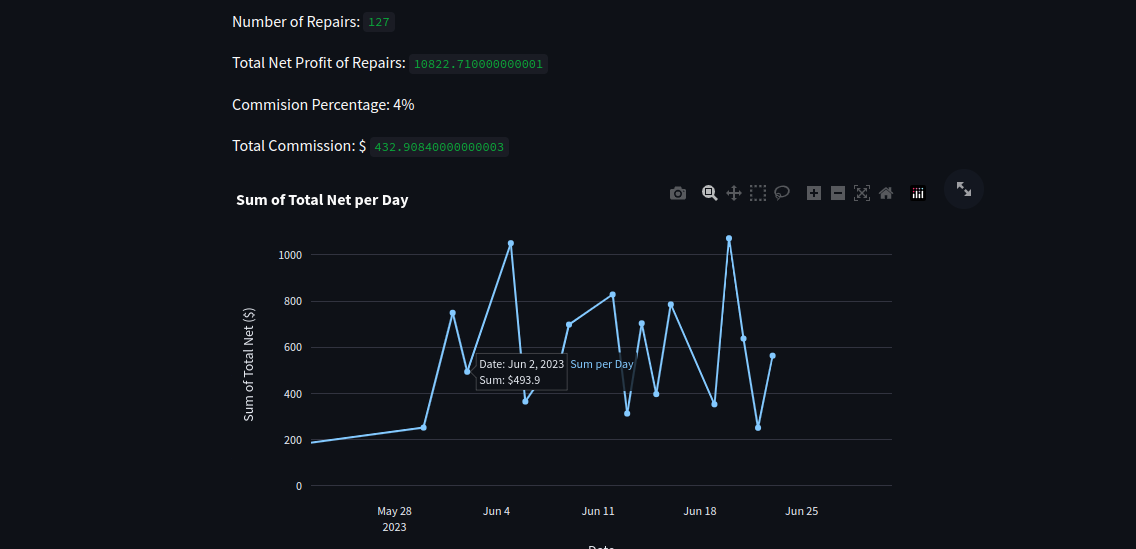 Number of Repairs: 127
Total Net Profit of Repairs: 10822.710000000001
Commision Percentage: 4%
Total Commission: $ 432.90840000000003
Sum of Total Net per Day
1000
800
600
400
200
0
Sum of Total Net ($)
Date: Jun 2, 2023 Sum per Day
Sum: $493.9
May 28 Jun 4 Jun 11 Jun 18 Jun 25
2023
Date